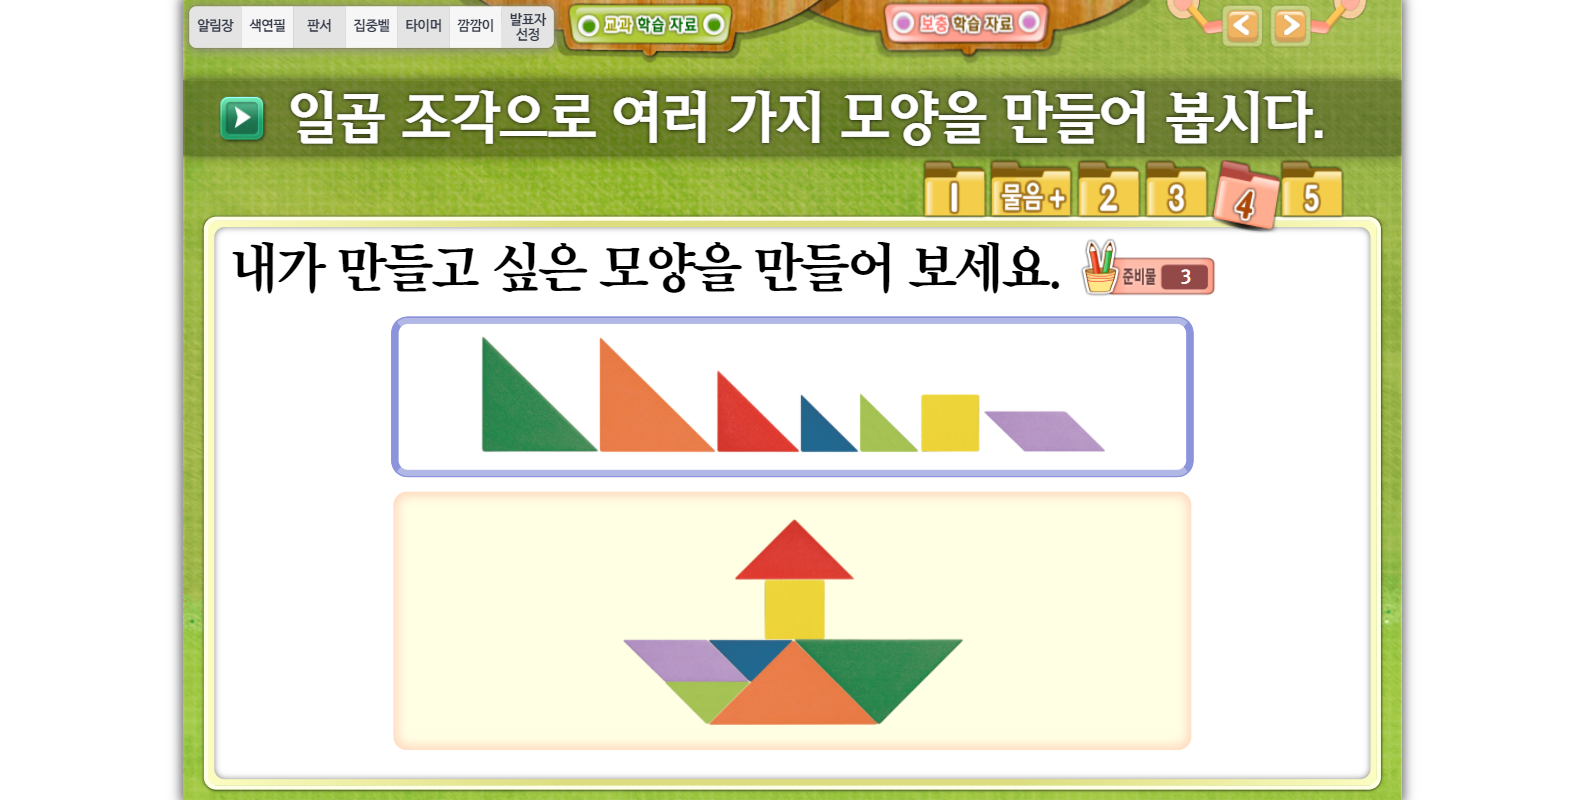 알림장 색연필 판서 집중벨 타이머 깜깜이 발표자 선정
교과 학습 자료
보충 학습 자료
일곱 조각으로 여러 가지 모양을 만들어 봅시다.
1 물음+ 2 3 4 5
내가 만들고 싶은 모양을 만들어 보세요.
준비물 3